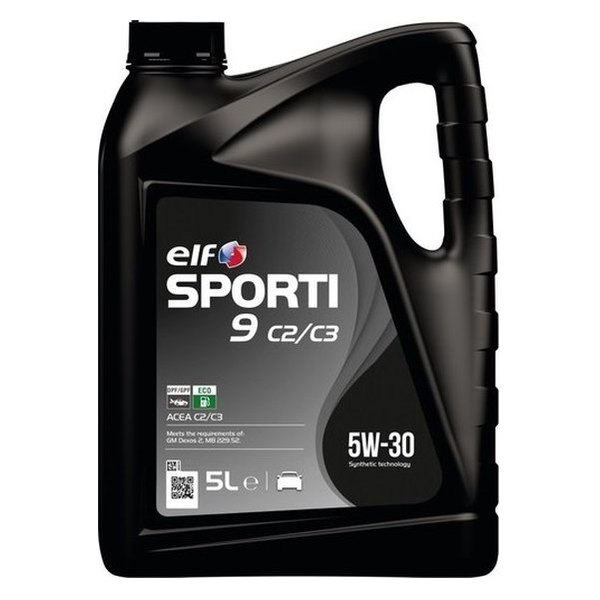 elf
SPORTI
9 C2/C3
DPF/GPF ECO
ACEA C2/C3
Meets the requirements of:
GM Dexos 2, MB 229.52.
5W-30
Synthetic technology
5L e